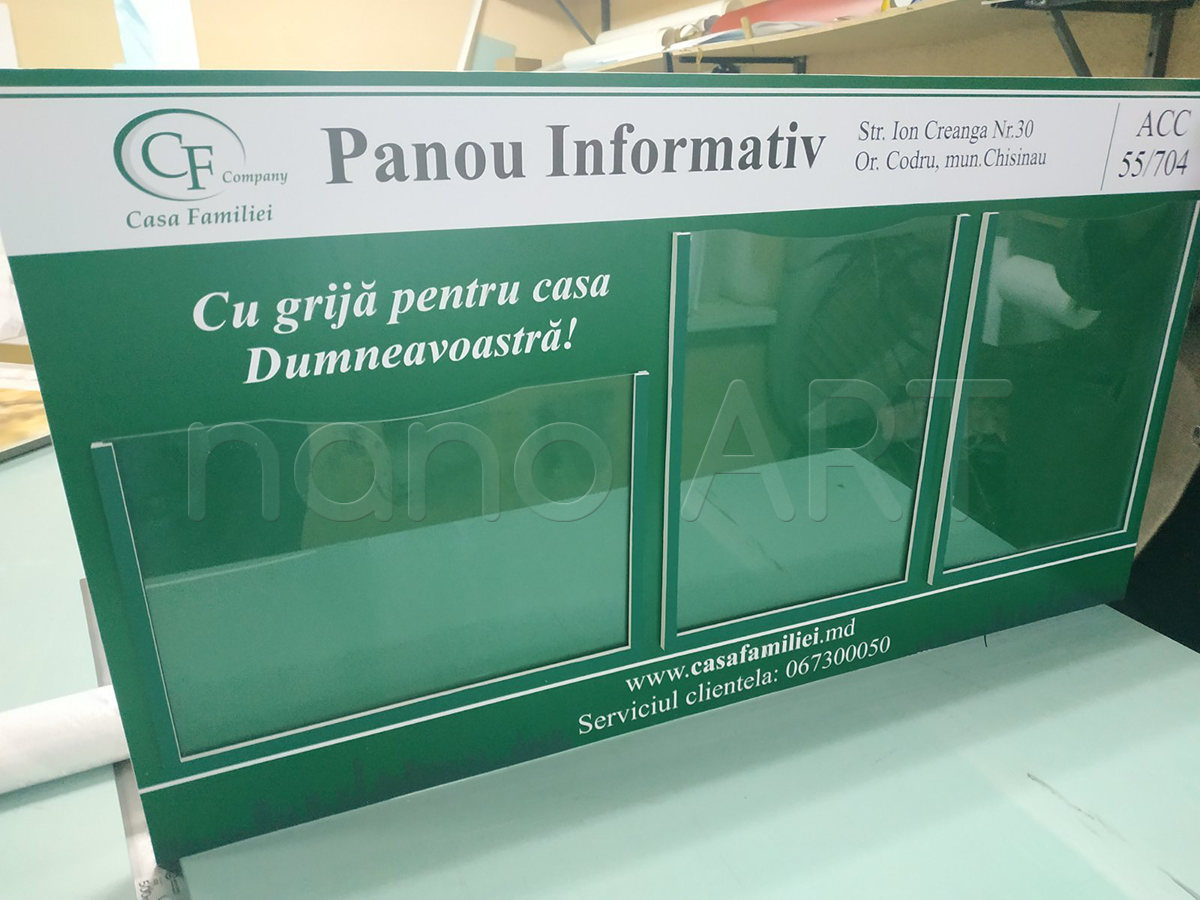 CF
Company
Casa Familiei
Panou Informativ
Str. Ion Creanga Nr.30
Or. Codru, mun.Chisinau
ACC
55/704
Cu grijă pentru casa
Dumneavoastră!
nano ART
www.casafamiliei.md
Serviciul clientela: 067300050